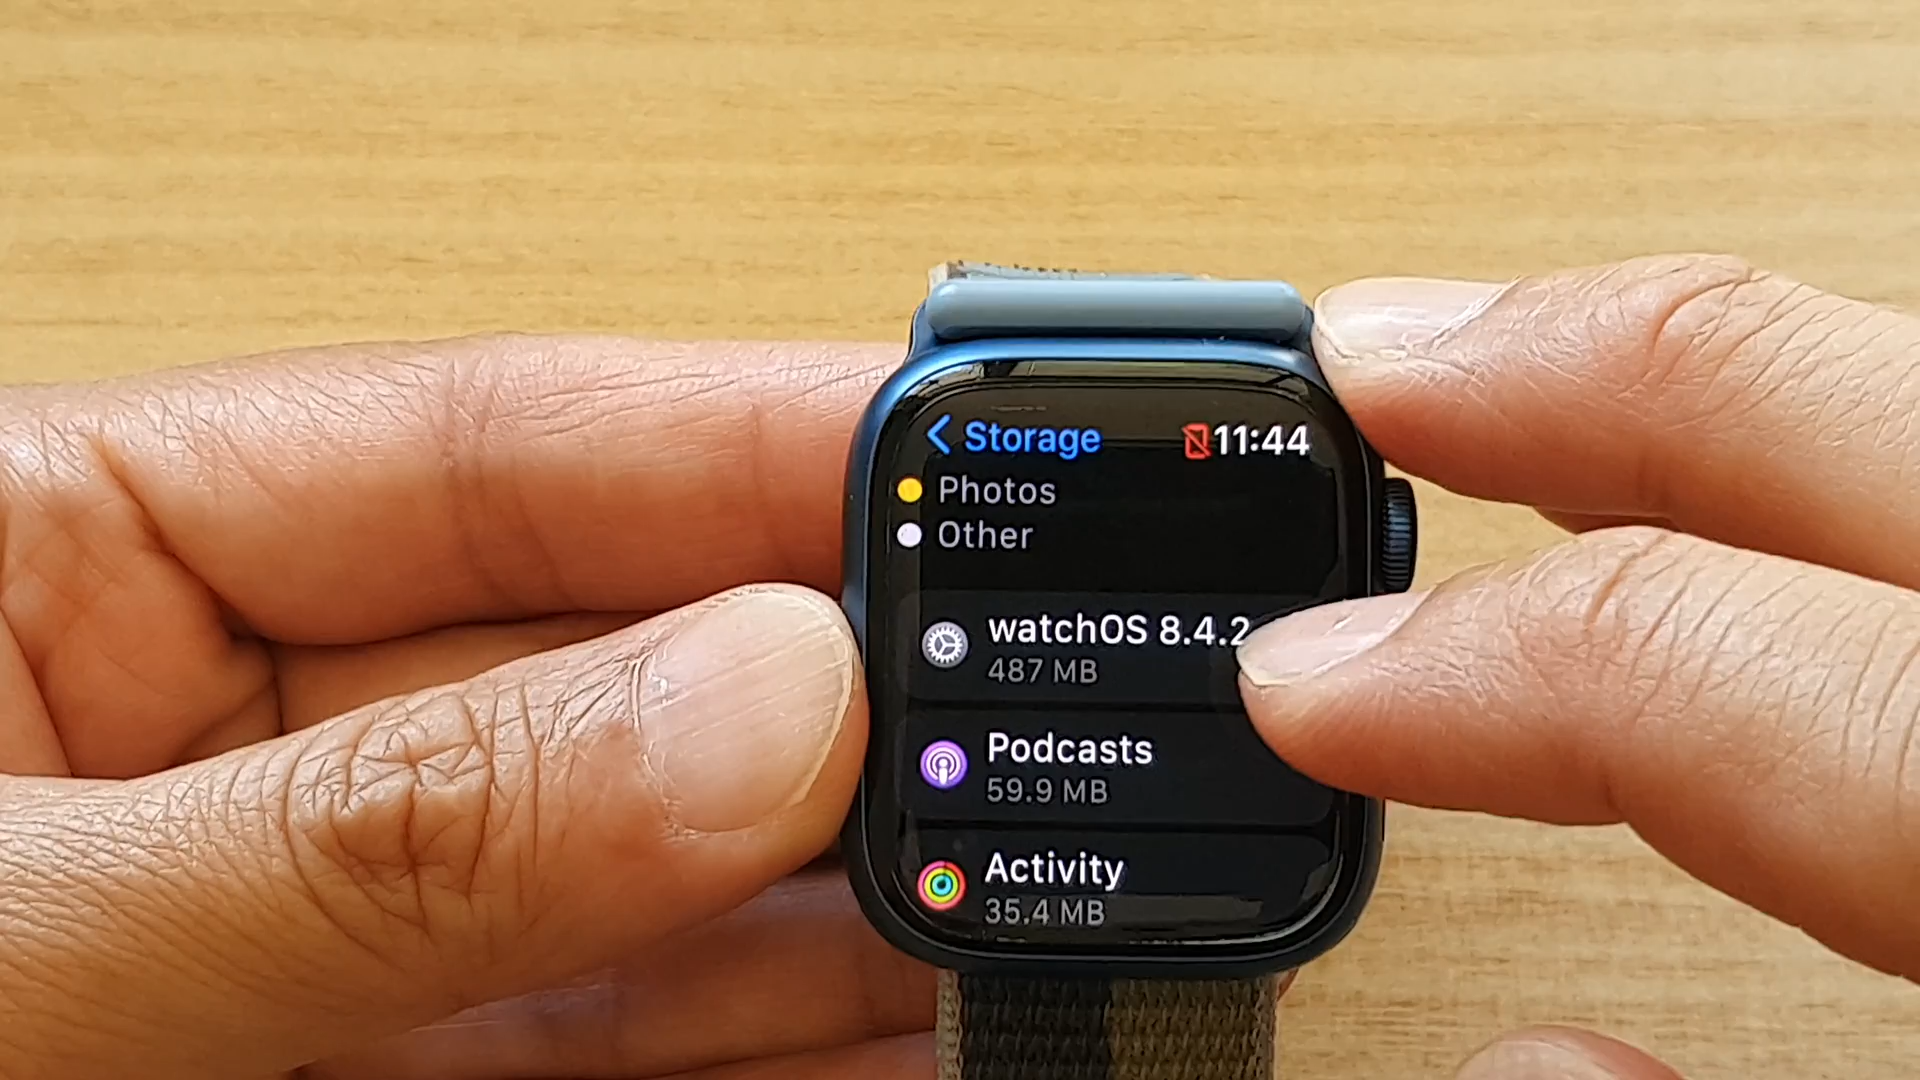 Storage 11:44
Photos
Other
watchOS 8.4.2
487 MB
Podcasts
59.9 MB
Activity
35.4 MB